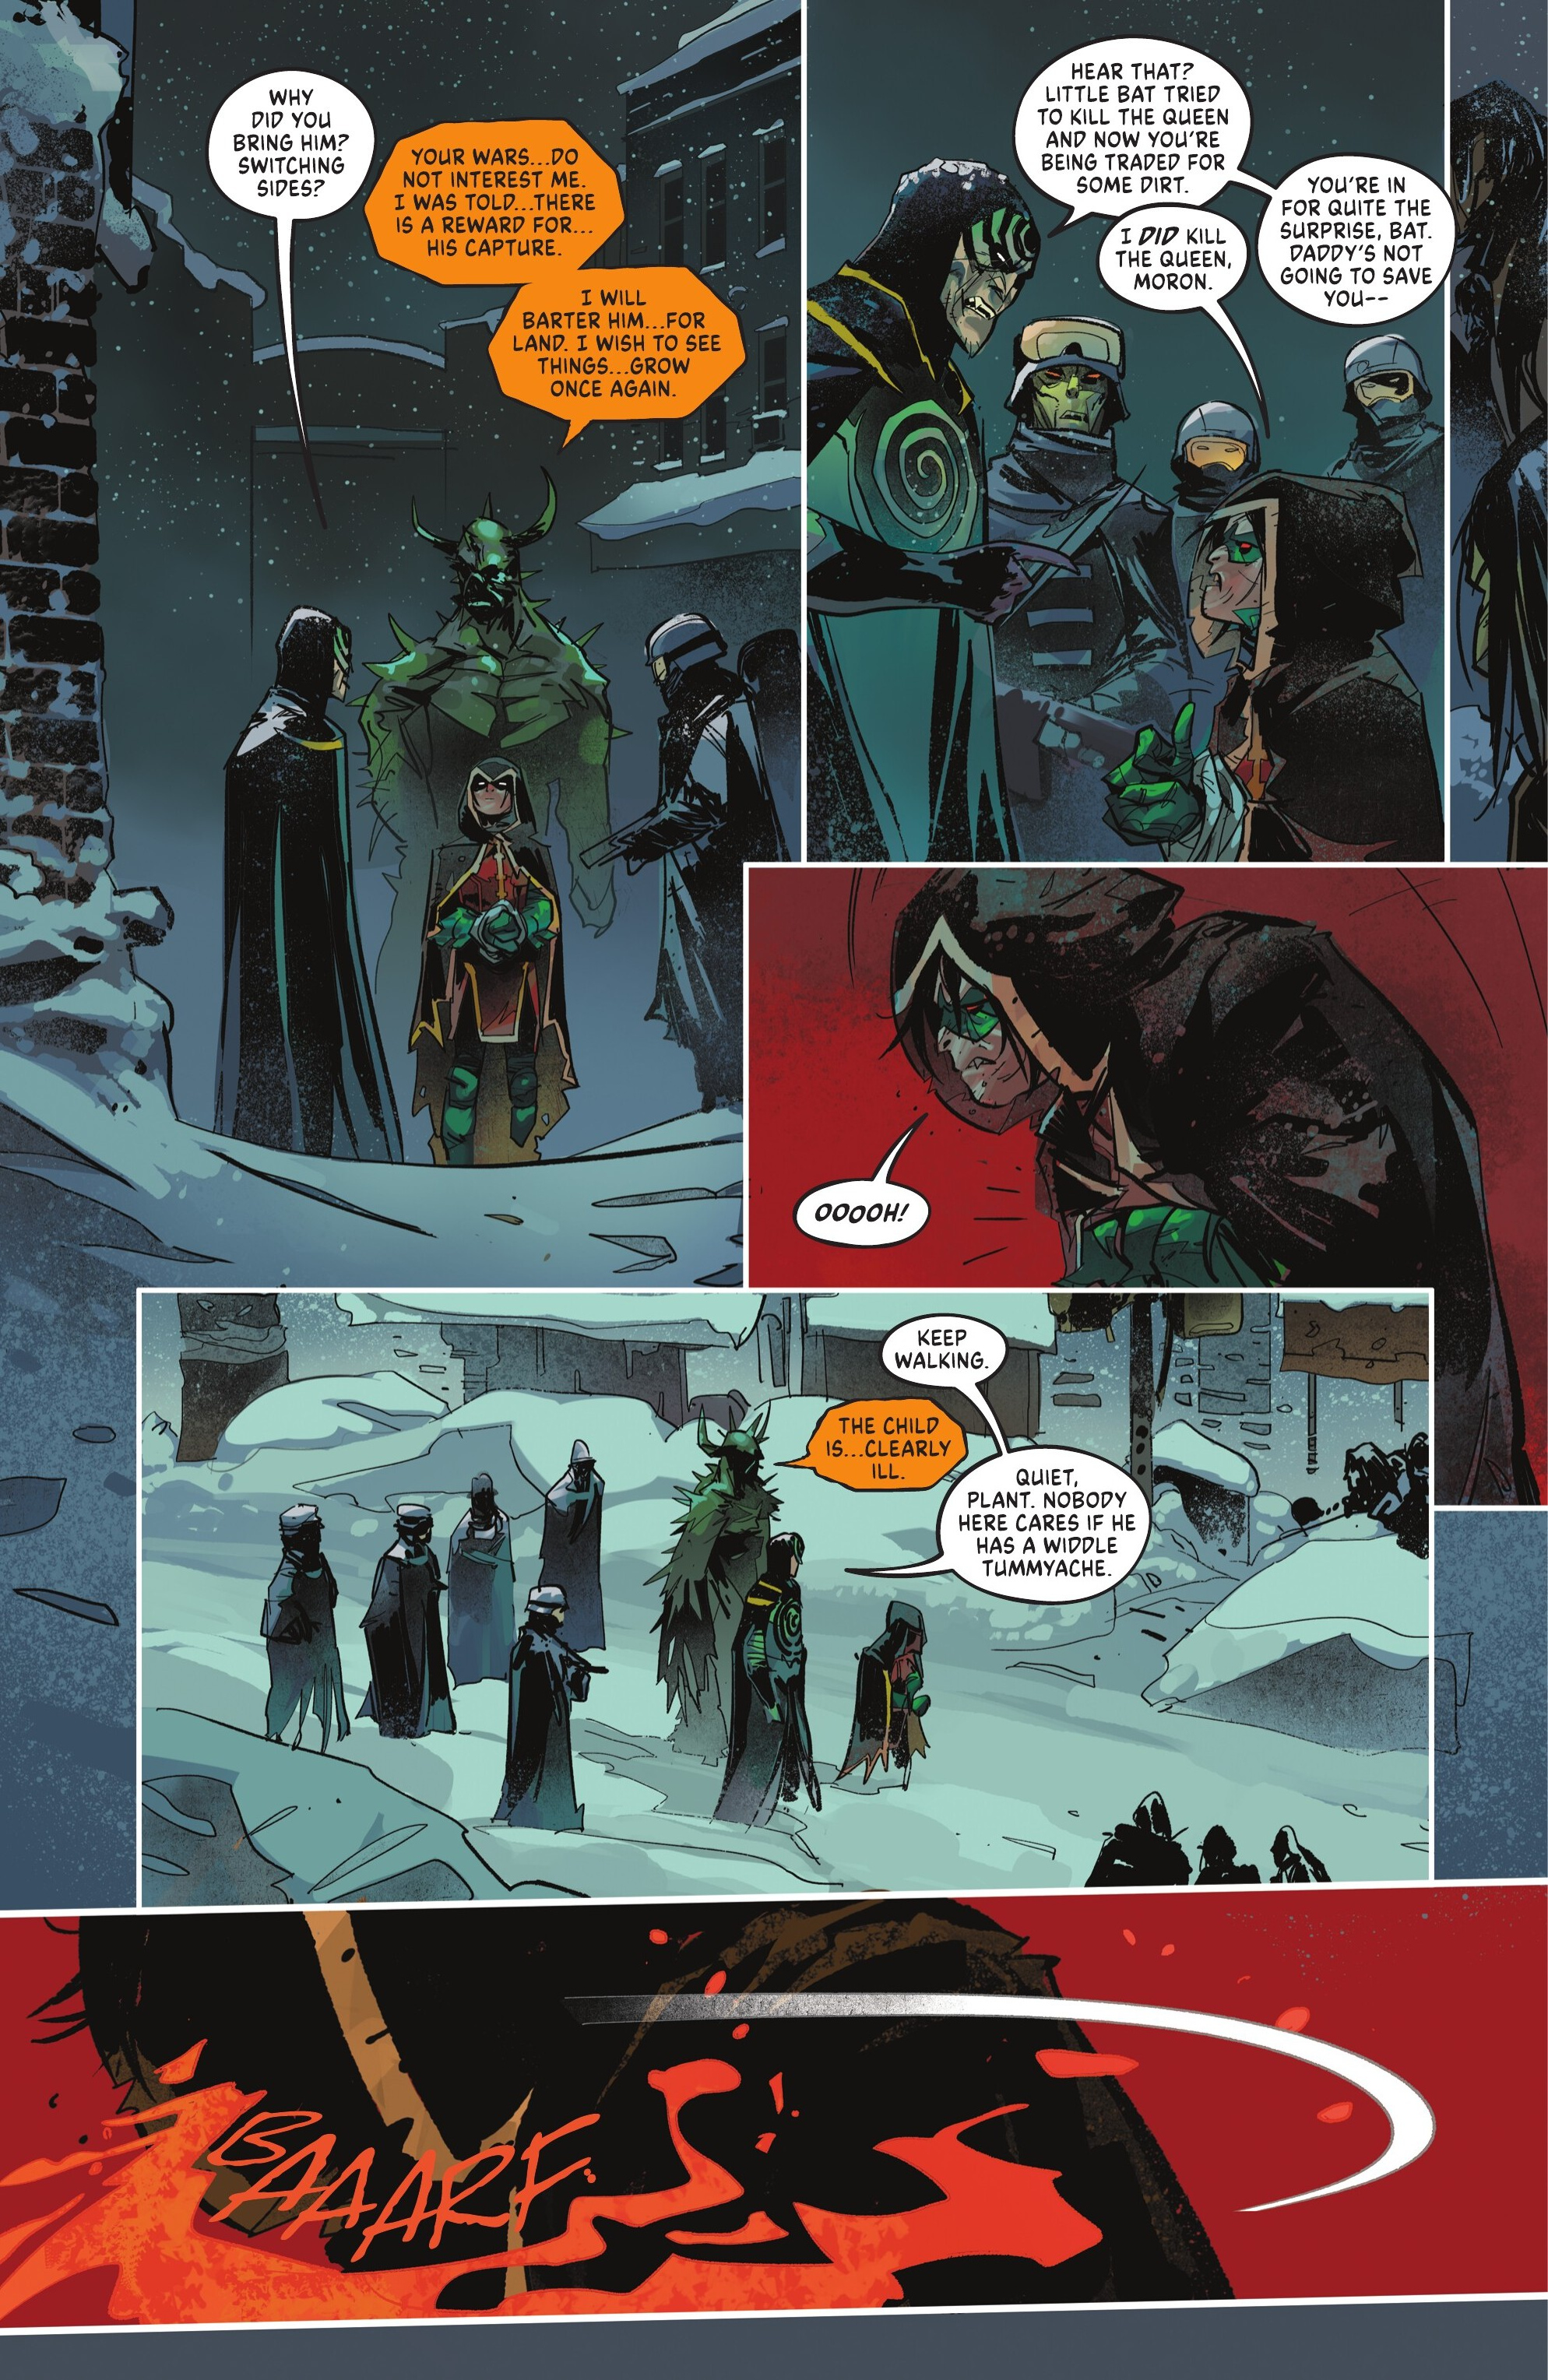 WHY
DID YOU
BRING HIM?
SWITCHING
SIDES?
YOUR WARS...DO
NOT INTEREST ME.
I WAS TOLD...THERE
IS A REWARD FOR...
HIS CAPTURE.
I WILL
BARTER HIM...FOR
LAND. I WISH TO SEE
THINGS...GROW
ONCE AGAIN.
HEAR THAT?
LITTLE BAT TRIED
TO KILL THE QUEEN
AND NOW YOU'RE
BEING TRADED FOR
SOME DIRT.
I DID KILL
THE QUEEN,
MORON.
YOU'RE IN
FOR QUITE THE
SURPRISE, BAT.
DADDY'S NOT
GOING TO SAVE
YOU--
OOOOH!
KEEP
WALKING.
THE CHILD
IS...CLEARLY
ILL.
QUIET,
PLANT. NOBODY
HERE CARES IF HE
HAS A WIDDLE
TUMMYACHE.
BAAARF